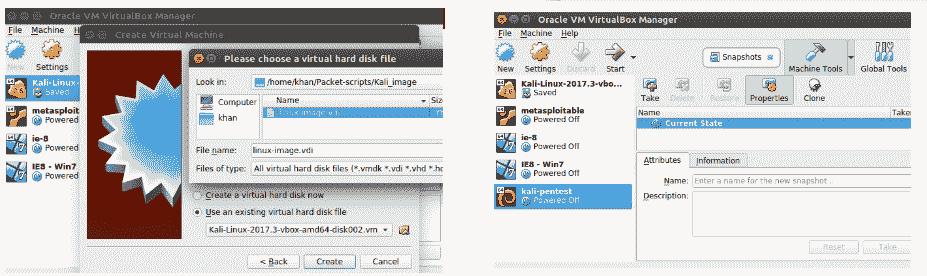 Oracle VM VirtualBox Manager
File Machine Help
Create Virtual Machine
New Settings
Please choose a virtual hard disk file
Look in: /home/khan/Packet-scripts/Kali_image
Computer
khan
Name
File name: linux-image.vdi
Files of type: All virtual hard disk files (*.vmdk *.vdi *.vhd *.hd
Kali-Linux-
Saved
metasploit
Powered
ie-8
Powered
IE8 - Win7
Powered
Create a virtual hard disk now
Use an existing virtual hard disk file
Kali-Linux-2017.3-vbox-amd64-disk002.vm
< Back Create Cancel
Oracle VM VirtualBox Manager
File Machine Help
New Settings Discard Start
Snapshots
Machine Tools Global Tools
Kali-Linux-2017.3-vbo...
Saved
metasploitable
Powered Off
ie-8
Powered Off
IE8 - Win7
Powered Off
kali-pentest
Powered Off
Take Delete Restore Properties Clone
Name Taken
Current State
Attributes Information
Name: Enter a name for the new snapshot...
Description:
Reset Take...